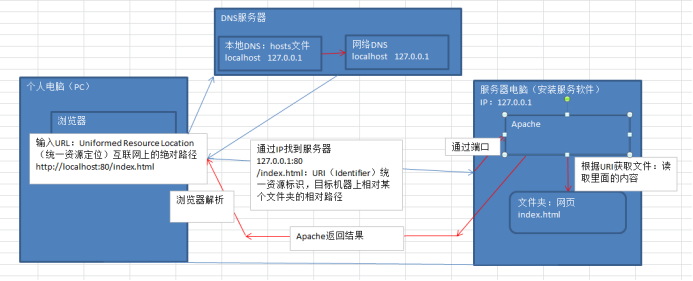 DNS服务器
本地DNS：hosts文件
localhost 127.0.0.1
网络DNS
localhost 127.0.0.1
个人电脑（PC）
浏览器
输入URL：Uniformed Resource Location
（统一资源定位）互联网上的绝对路径
http://localhost:80/index.html
浏览器解析
通过IP找到服务器
127.0.0.1:80
/index.html：URI（Identifier）统
一资源标识，目标机器上相对某
个文件夹的相对路径
Apache返回结果
服务器电脑（安装服务软件）
IP：127.0.0.1
Apache
通过端口
根据URI获取文件：读
取里面的内容
文件夹：网页
index.html